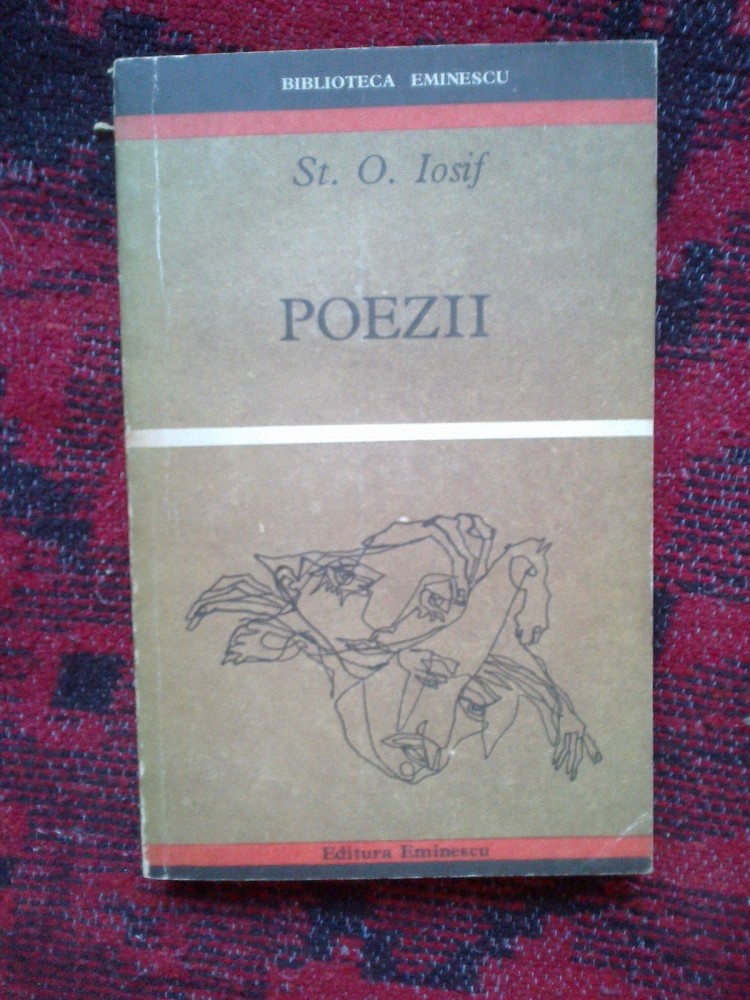 BIBLIOTECA EMINESCU
St. O. Iosif
POEZII
Editura Eminescu